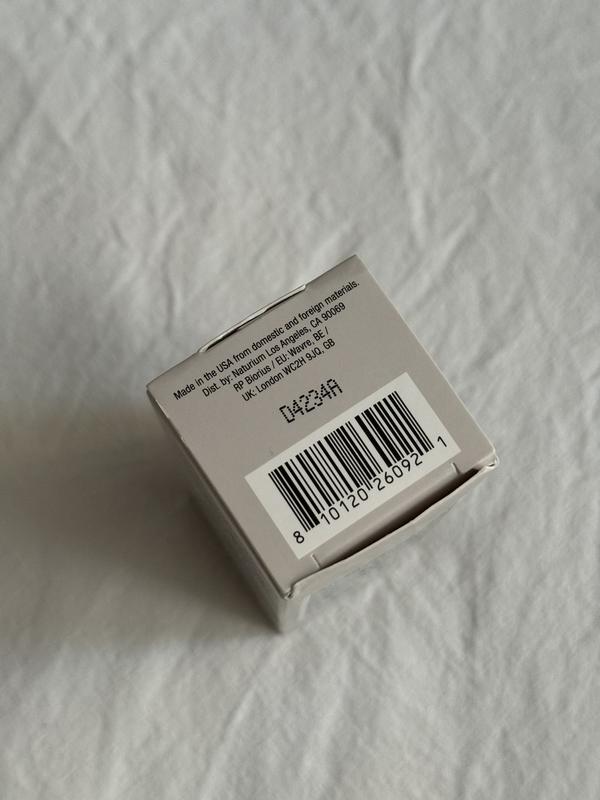 Made in the USA from domestic and foreign materials.
Dist. by: Naturium Los Angeles, CA 90069
RP Biorius / EU: Wavre, BE /
UK: London WC2H 9JQ, GB
D4234A
8 10120 26092 1